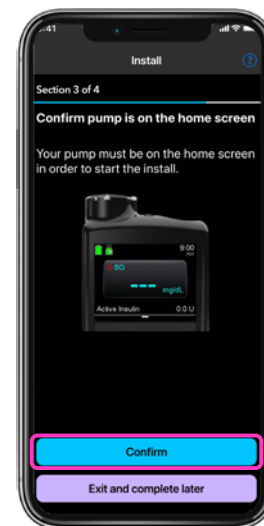 :41
Install
?
Section 3 of 4
Confirm pump is on the home screen
Your pump must be on the home screen
in order to start the install.
9:00
AM
BG
---
mg/dL
Active Insulin 0.0 U
Confirm
Exit and complete later